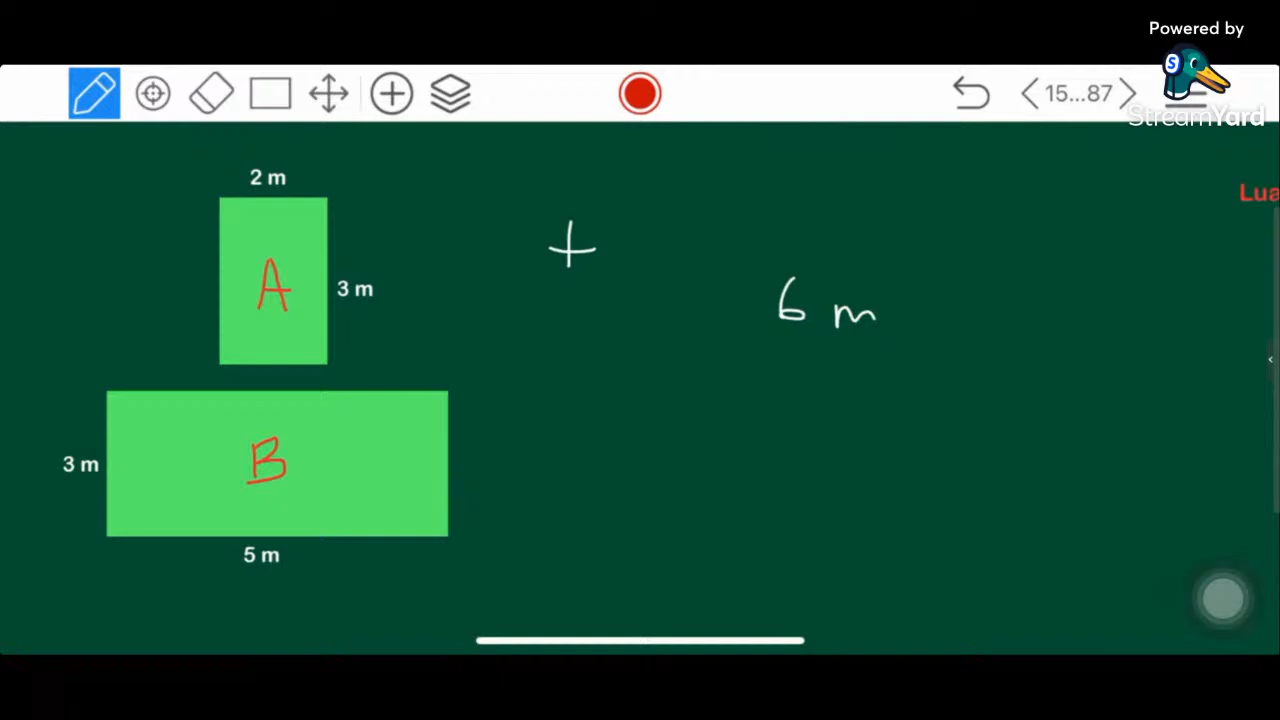 Powered by
S
StreamYard
15...87
2 m
Lua
A
3 m
+
6 m
3 m
B
5 m